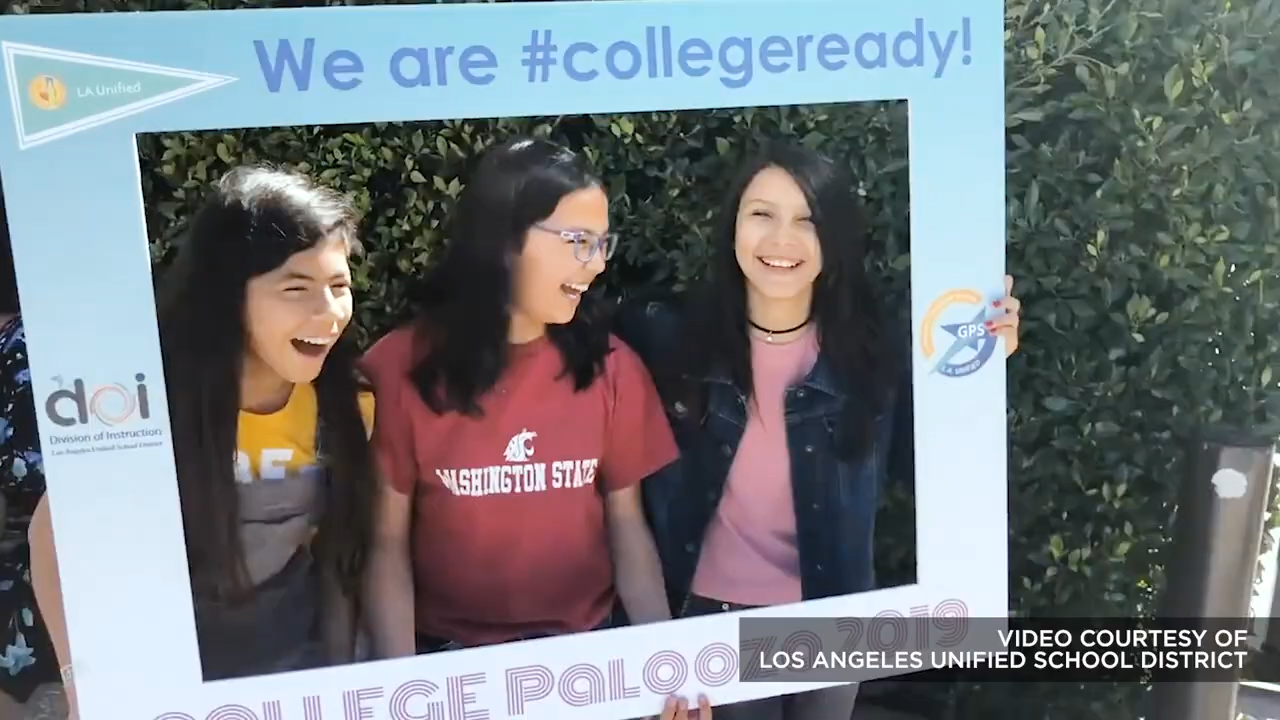 We are #collegeready!
LA Unified
doi
Division of Instruction
Los Angeles Unified School District
GPS
L.A. UNIFIED
WASHINGTON STATE
COLLEGE PALOOZA 2019
VIDEO COURTESY OF
LOS ANGELES UNIFIED SCHOOL DISTRICT